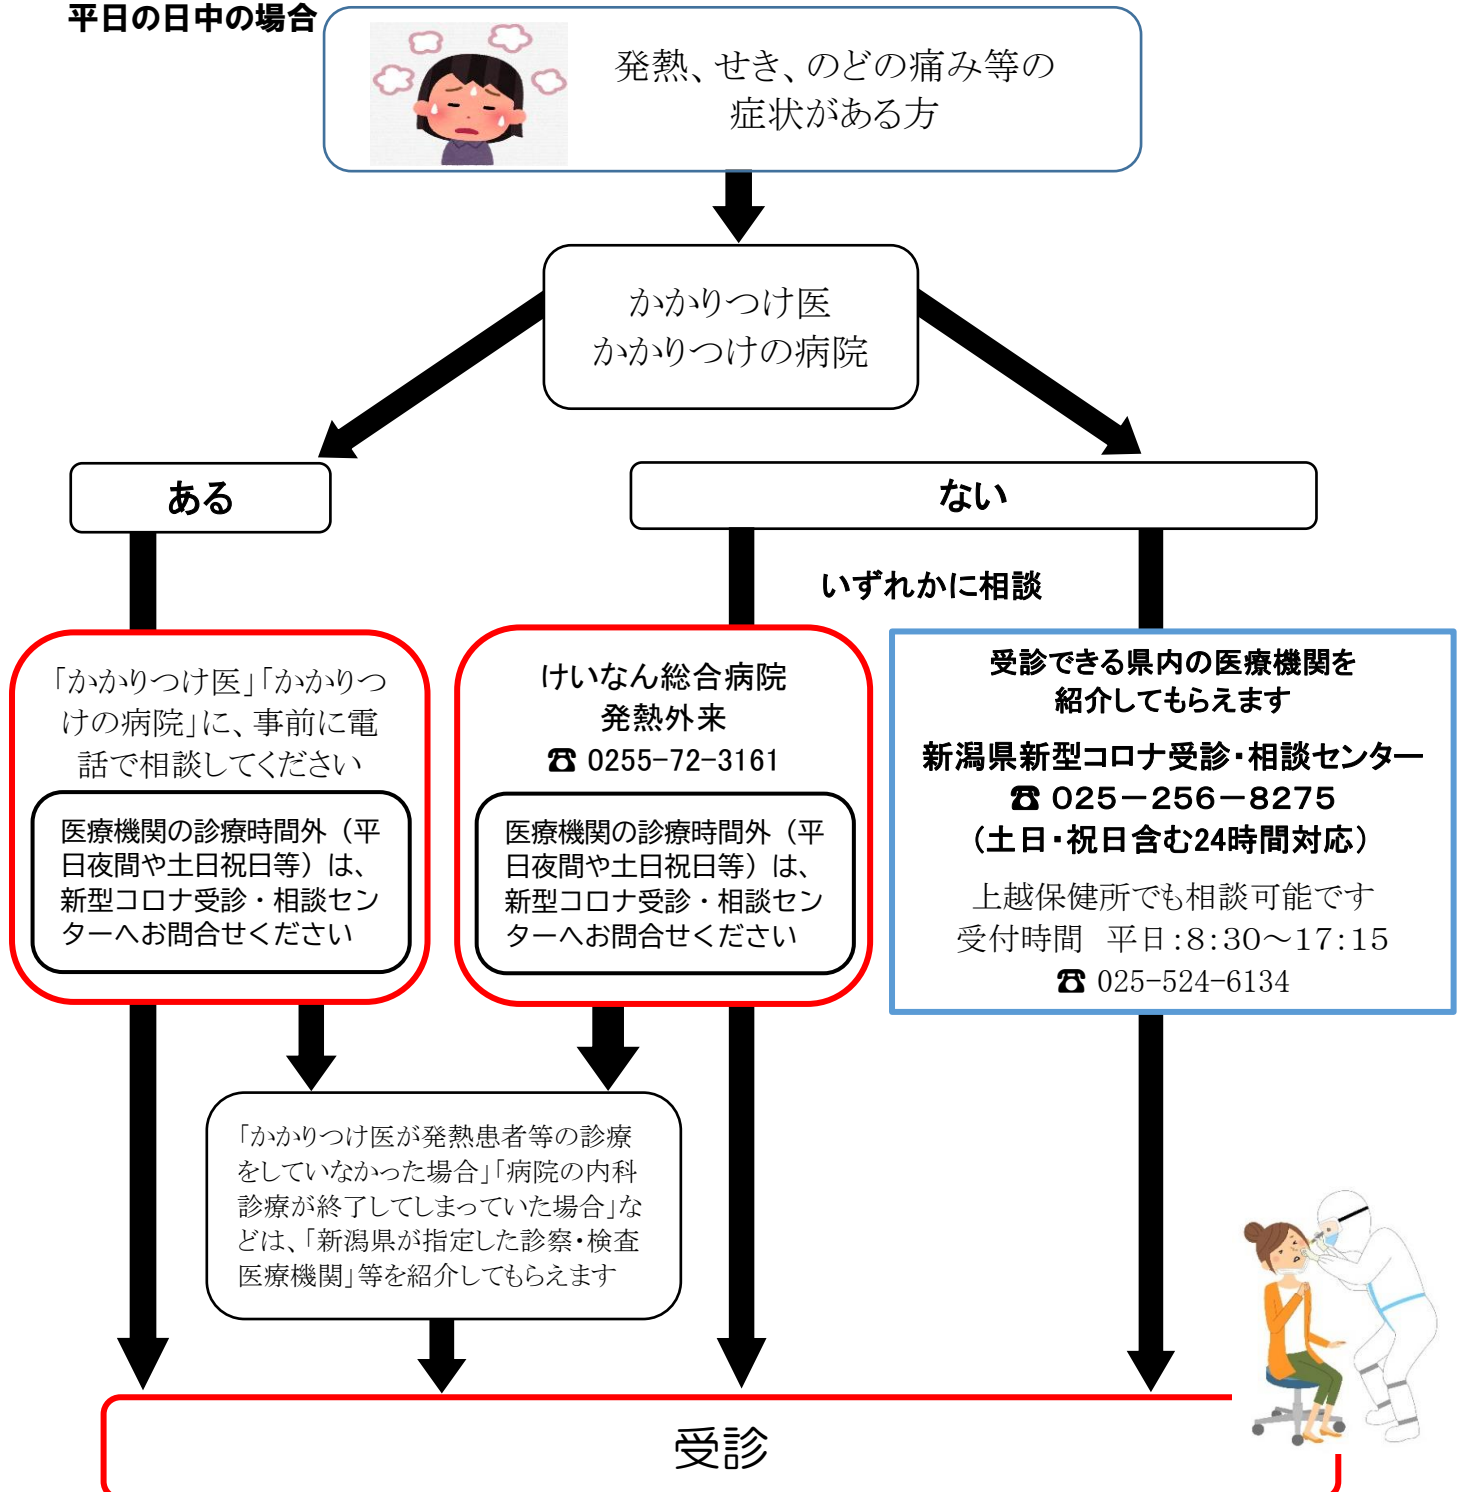 平日の日中の場合
発熱、せき、のどの痛み等の
症状がある方
かかりつけ医
かかりつけの病院
ある
ない
いずれかに相談
「かかりつけ医」「かかりつ
けの病院」に、事前に電
話で相談してください
医療機関の診療時間外（平
日夜間や土日祝日等）は、
新型コロナ受診・相談セン
ターへお問合せください
けいなん総合病院
発熱外来
☎ 0255-72-3161
医療機関の診療時間外（平
日夜間や土日祝日等）は、
新型コロナ受診・相談セン
ターへお問合せください
受診できる県内の医療機関を
紹介してもらえます
新潟県新型コロナ受診・相談センター
☎ 025－256－8275
（土日・祝日含む24時間対応）
上越保健所でも相談可能です
受付時間　平日：8：30～17：15
☎ 025-524-6134
「かかりつけ医が発熱患者等の診療
をしていなかった場合」「病院の内科
診療が終了してしまっていた場合」な
どは、「新潟県が指定した診察・検査
医療機関」等を紹介してもらえます
受診